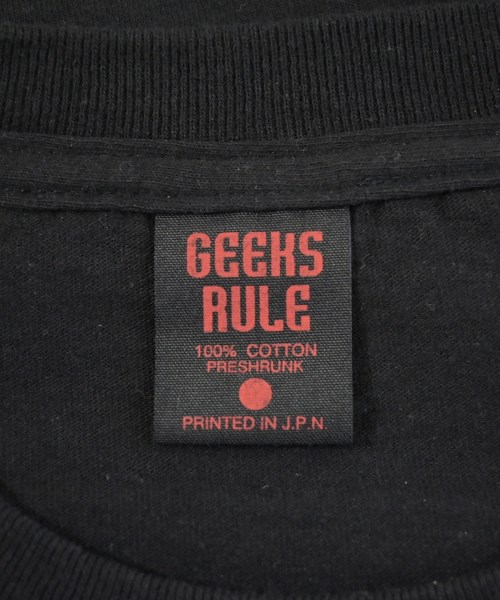 GEEKS
RULE
100% COTTON
PRESHRUNK
PRINTED IN J.P.N.